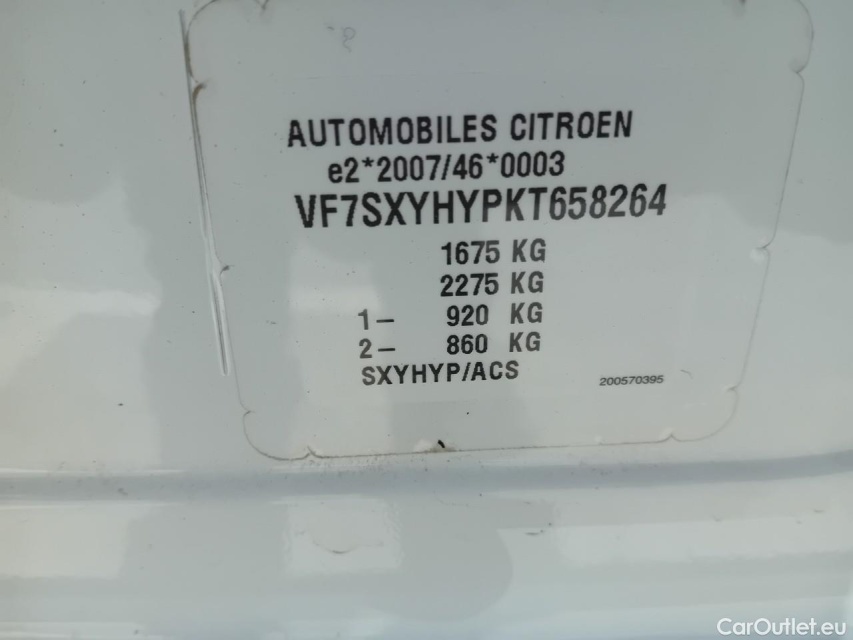 AUTOMOBILES CITROEN
e2*2007/46*0003
VF7SXYHYPKT658264
1675 KG
2275 KG
1- 920 KG
2- 860 KG
SXYHYP/ACS 200570395
CarOutlet.eu